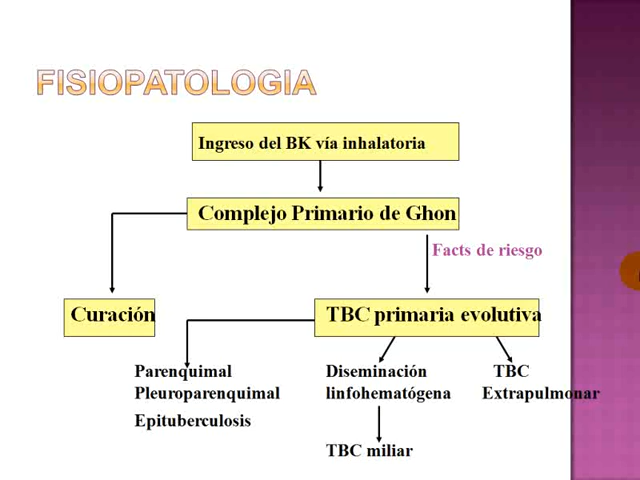 FISIOPATOLOGIA
Ingreso del BK vía inhalatoria
Complejo Primario de Ghon
Facts de riesgo
Curación
TBC primaria evolutiva
Parenquimal
Pleuroparenquimal
Epituberculosis
Diseminación
linfohematógena
TBC miliar
TBC
Extrapulmonar